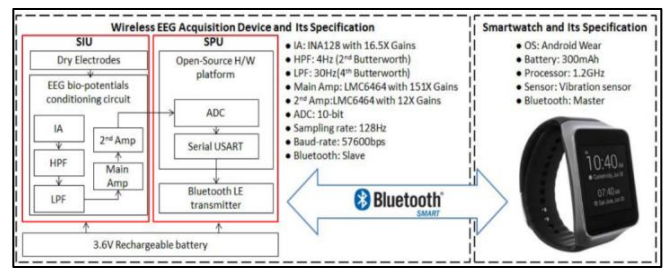 Wireless EEG Acquisition Device and Its Specification
SIU
Dry Electrodes
EEG bio-potentials
conditioning circuit
IA
HPF
LPF
2nd Amp
Main
Amp
SPU
Open-Source H/W
platform
ADC
Serial USART
Bluetooth LE
transmitter
3.6V Rechargeable battery
● IA: INA128 with 16.5X Gains
● HPF: 4Hz (2nd Butterworth)
● LPF: 30Hz(4th Butterworth)
● Main Amp: LMC6464 with 151X Gains
● 2nd Amp:LMC6464 with 12X Gains
● ADC: 10-bit
● Sampling rate: 128Hz
● Baud-rate: 57600bps
● Bluetooth: Slave
Bluetooth
SMART
Smartwatch and Its Specification
● OS: Android Wear
● Battery: 300mAh
● Processor: 1.2GHz
● Sensor: Vibration sensor
● Bluetooth: Master
10:40
07:40